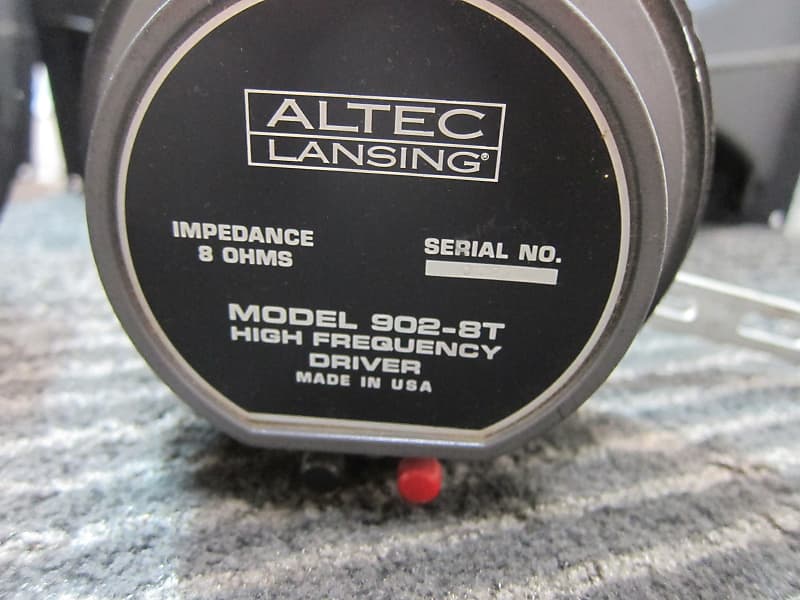 ALTEC
LANSING®
IMPEDANCE
8 OHMS
SERIAL NO.
MODEL 902-8T
HIGH FREQUENCY
DRIVER
MADE IN USA